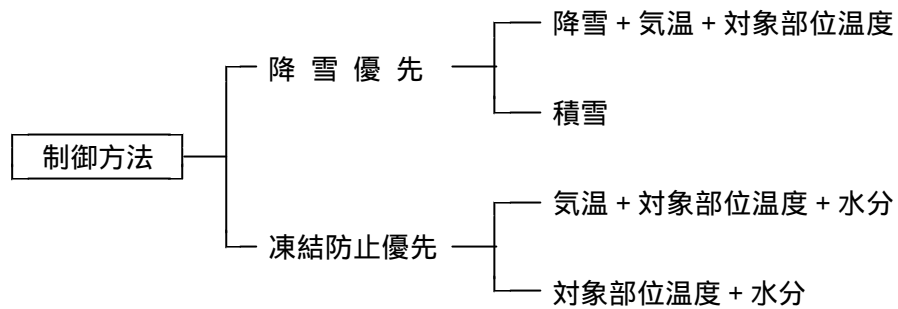 降雪 + 気温 + 対象部位温度
降 雪 優 先
積雪
制御方法
気温 + 対象部位温度 + 水分
凍結防止優先
対象部位温度 + 水分